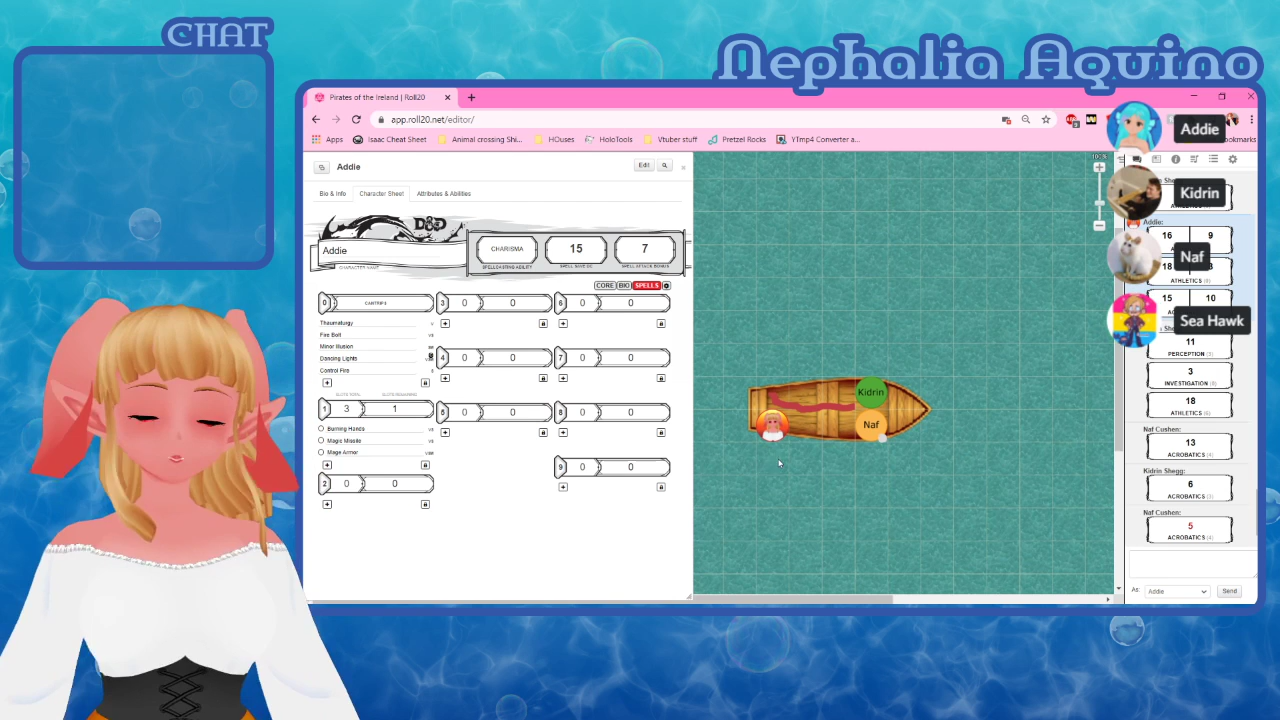 CHAT
Nephalia Aquino
Pirates of the Ireland | Roll20
app.roll20.net/editor/
Apps
Isaac Cheat Sheet
Animal crossing Shi...
HOuses
HoloTools
Vtuber stuff
Pretzel Rocks
YTmp4 Converter a...
Addie
Kidrin
Naf
Sea Hawk
Addie
Edit
Bio & Info
Character Sheet
Attributes & Abilities
D&D
Addie
CHARACTER NAME
CHARISMA
SPELLCASTING ABILITY
15
SPELL SAVE DC
7
SPELL ATTACK BONUS
CORE
BIO
SPELLS
0
CANTRIPS
Thaumaturgy
Fire Bolt
Minor Illusion
Dancing Lights
Control Fire
SLOTS TOTAL
SLOTS REMAINING
1 3 1
Burning Hands
Magic Missile
Mage Armor
2 0 0
3 0 0
4 0 0
5 0 0
6 0 0
7 0 0
8 0 0
9 0 0
Kidrin
Naf
Addie:
16 9
18
ATHLETICS (0)
15 10
11
PERCEPTION
3
INVESTIGATION
18
ATHLETICS
Naf Cushen:
13
ACROBATICS (4)
Kidrin Shegg:
6
ACROBATICS
Naf Cushen:
5
ACROBATICS (4)
As:
Addie
Send